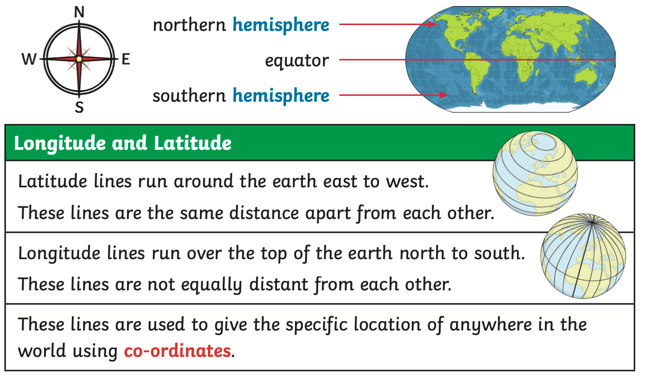 N
W
E
S
northern hemisphere
equator
southern hemisphere
Longitude and Latitude
Latitude lines run around the earth east to west.
These lines are the same distance apart from each other.
Longitude lines run over the top of the earth north to south.
These lines are not equally distant from each other.
These lines are used to give the specific location of anywhere in the
world using co-ordinates.